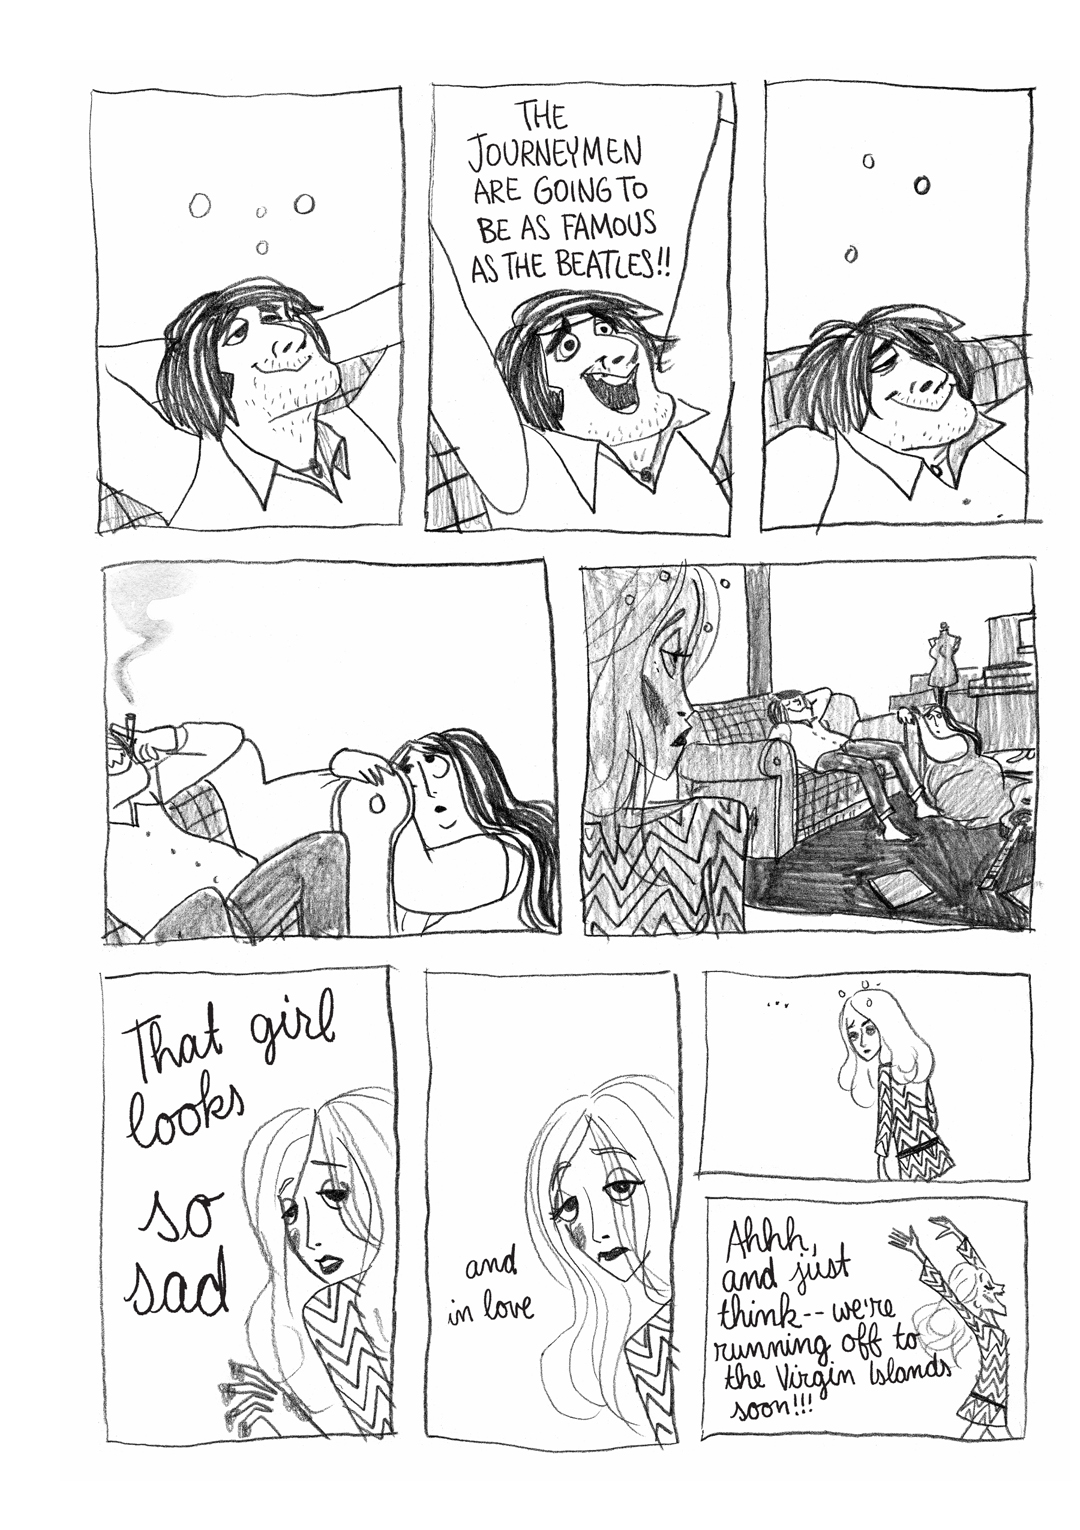 THE
JOURNEYMEN
ARE GOING TO
BE AS FAMOUS
AS THE BEATLES!!
That girl
looks
so
sad
and
in love
...
Ahhh,
and just
think--we're
running off to
the Virgin Islands
soon!!!